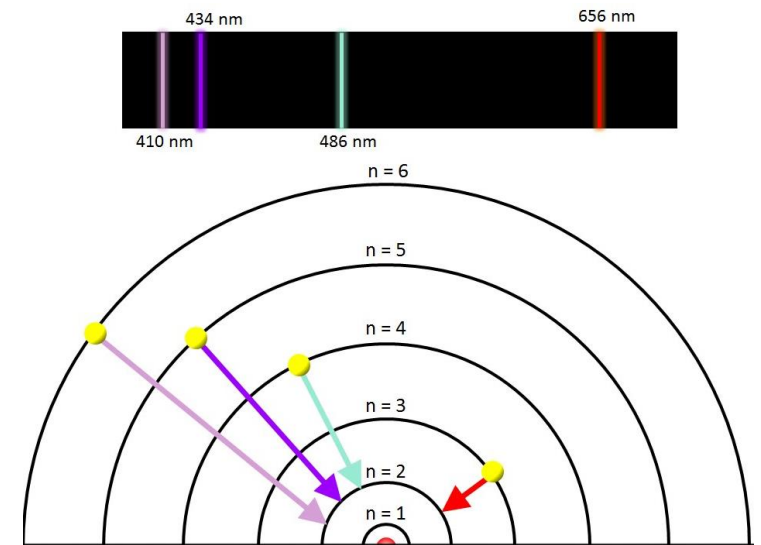 434 nm
656 nm
410 nm
486 nm
n = 6
n = 5
n = 4
n = 3
n = 2
n = 1